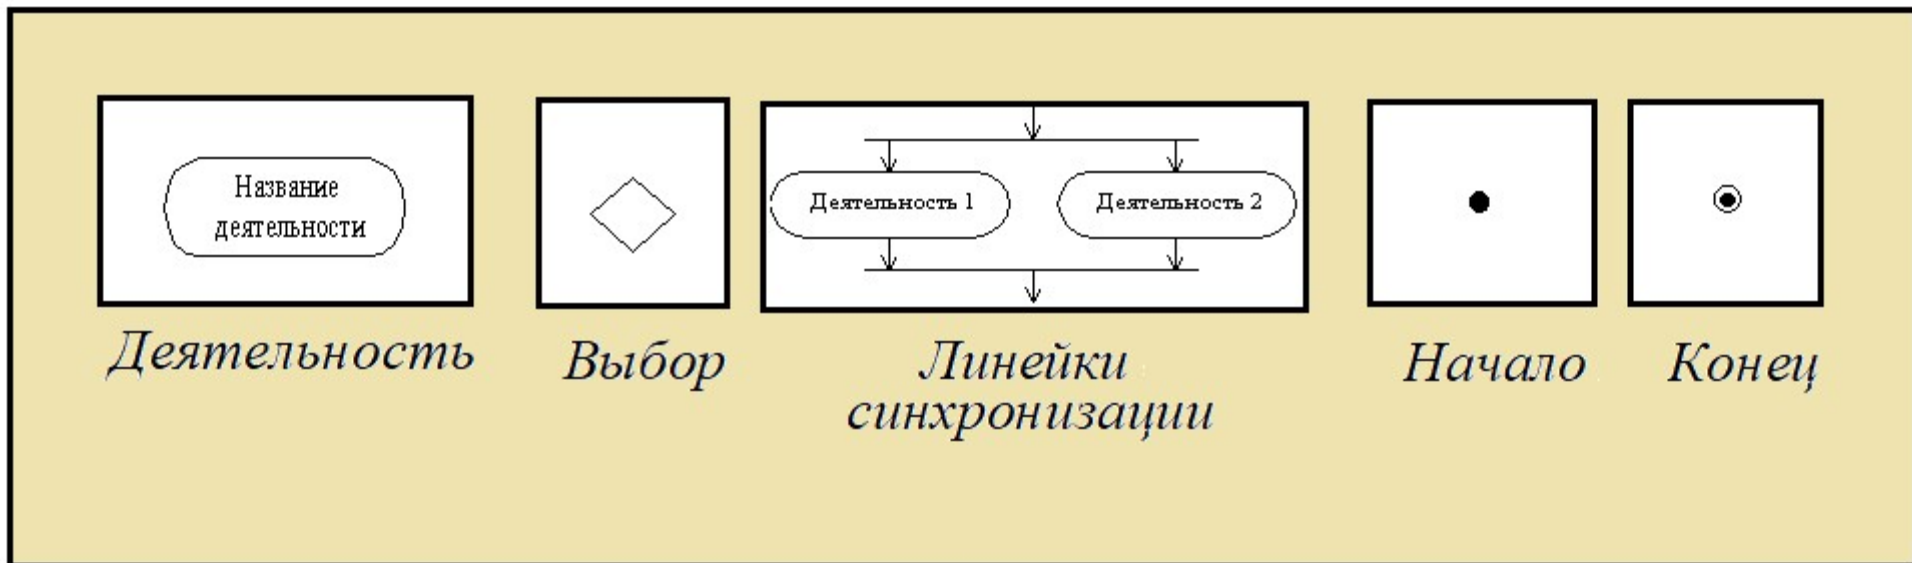 Название
деятельности
Деятельность 1
Деятельность 2
Деятельность
Выбор
Линейки
синхронизации
Начало
Конец